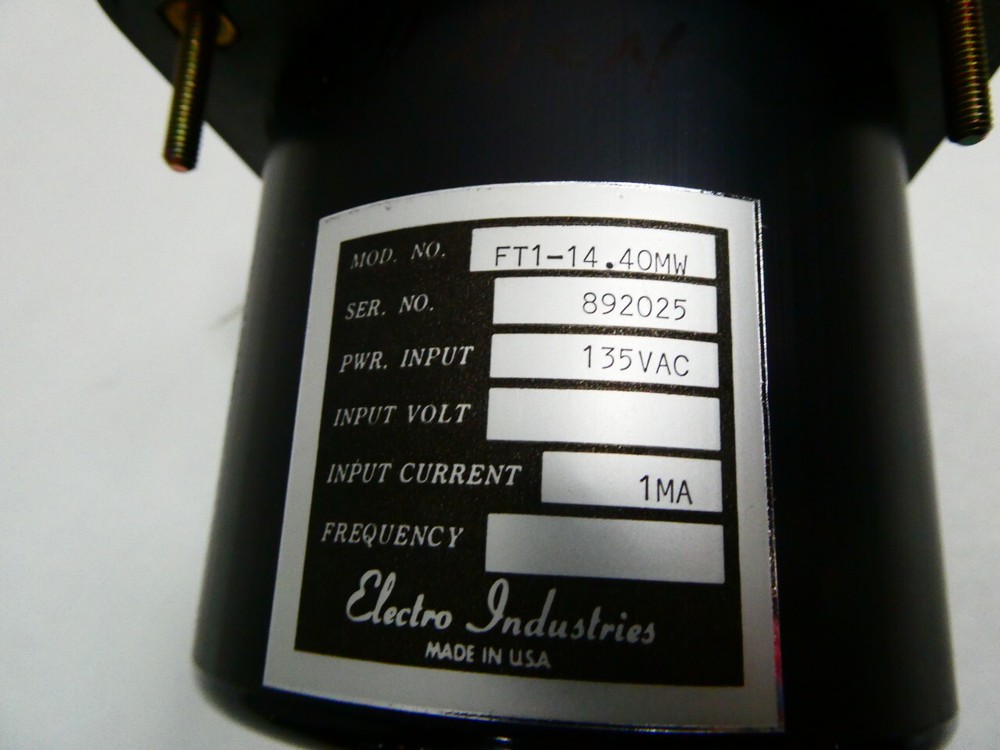 MOD. NO. FT1-14.40MW
SER. NO. 892025
PWR. INPUT 135VAC
INPUT VOLT
INPUT CURRENT 1MA
FREQUENCY
Electro Industries
MADE IN U.S.A